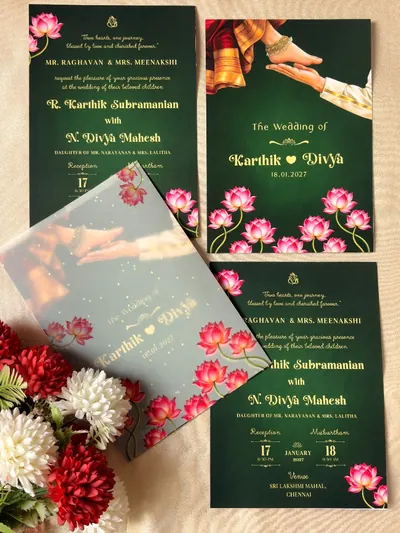 "Two hearts, one journey,
blessed by love and cherished forever."
MR. RAGHAVAN & MRS. MEENAKSHI
request the pleasure of your gracious presence
at the wedding of their beloved children
R. Karthik Subramanian
with
N. Divya Mahesh
DAUGHTER OF MR. NARAYANAN & MRS. LALITHA
Reception Muhurtham
17
The Wedding of
Karthik Divya
18.01.2027
The Wedding of
Karthik Divya
18.01.2027
"Two hearts, one journey,
blessed by love and cherished forever."
RAGHAVAN & MRS. MEENAKSHI
the pleasure of your gracious presence
wedding of their beloved children
Karthik Subramanian
with
N. Divya Mahesh
DAUGHTER OF MR. NARAYANAN & MRS. LALITHA
Reception Muhurtham
17 JANUARY 18
2027
Venue
SRI LAKSHMI MAHAL,
CHENNAI